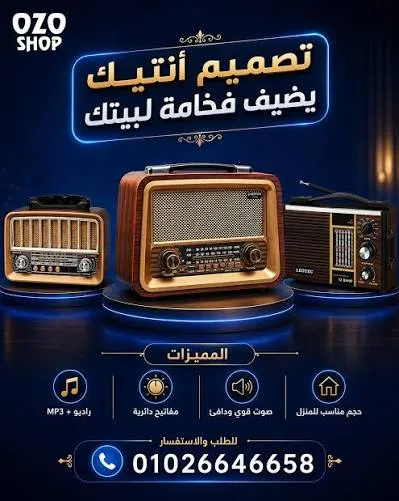 OZO
SHOP
تصميم أنتيك
يضيف فخامة لبيتك
المميزات
حجم مناسب للمنزل
صوت قوي ودافئ
مفاتيح دائرية
راديو + MP3
للطلب والاستفسار
01026646658